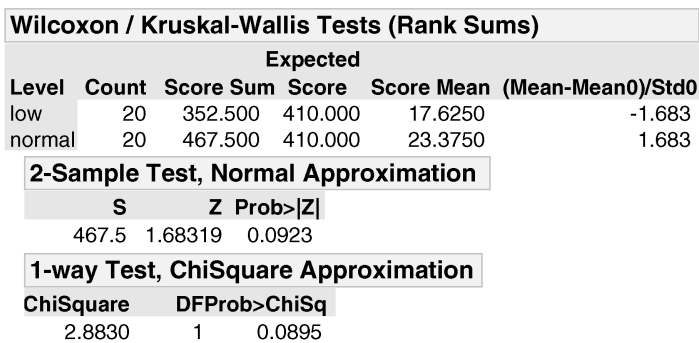 Wilcoxon / Kruskal-Wallis Tests (Rank Sums)
Expected
Level Count Score Sum Score Score Mean (Mean-Mean0)/Std0
low 20 352.500 410.000 17.6250 -1.683
normal 20 467.500 410.000 23.3750 1.683
2-Sample Test, Normal Approximation
S Z Prob>|Z|
467.5 1.68319 0.0923
1-way Test, ChiSquare Approximation
ChiSquare DFProb>ChiSq
2.8830 1 0.0895